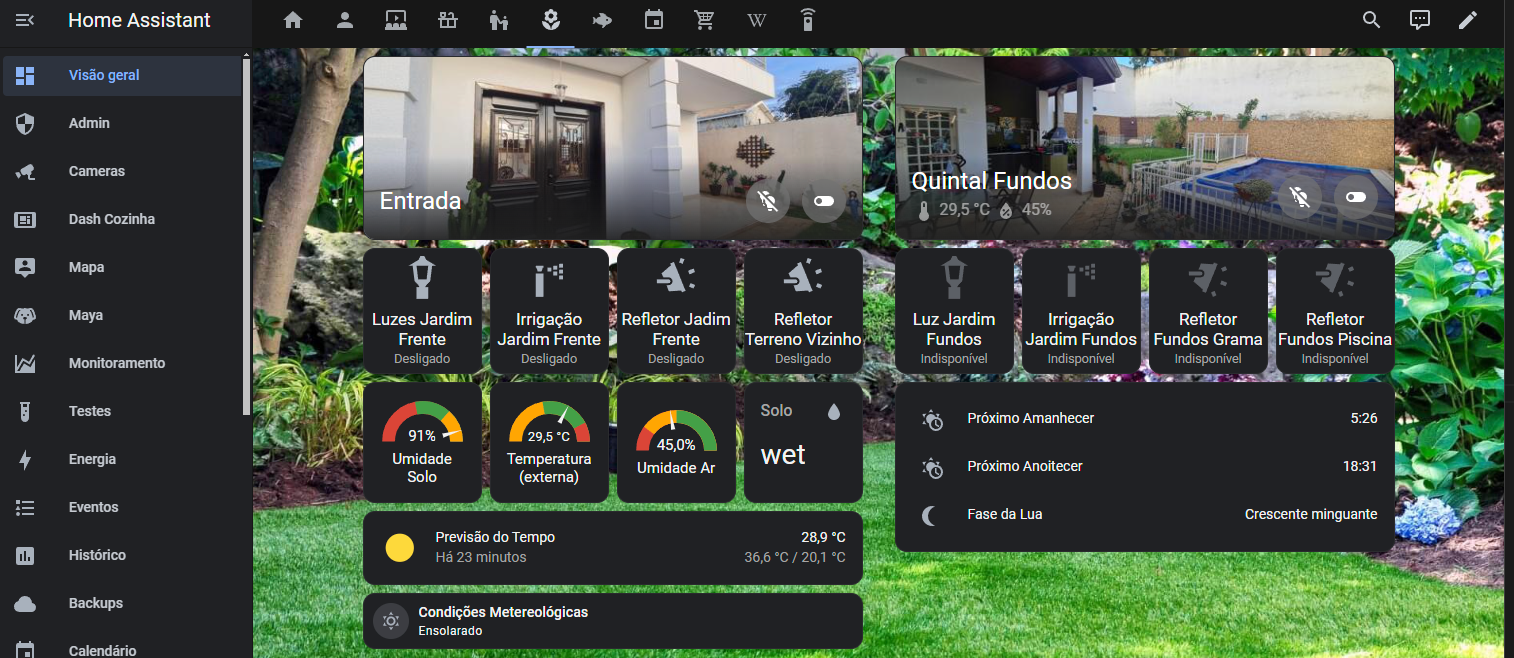 Home Assistant
Visão geral
Admin
Cameras
Dash Cozinha
Mapa
Maya
Monitoramento
Testes
Energia
Eventos
Histórico
Backups
Calendário
W
Entrada
Luzes Jardim
Frente
Desligado
Irrigação
Jardim Frente
Desligado
Refletor Jadim
Frente
Desligado
Refletor
Terreno Vizinho
Desligado
91%
Umidade
Solo
29,5 °C
Temperatura
(externa)
45,0%
Umidade Ar
Solo
wet
Previsão do Tempo
28,9 °C
Há 23 minutos
36,6 °C / 20,1 °C
Condições Metereológicas
Ensolarado
Quintal Fundos
29,5 °C 45%
Luz Jardim
Fundos
Indisponível
Irrigação
Jardim Fundos
Indisponível
Refletor
Fundos Grama
Indisponível
Refletor
Fundos Piscina
Indisponível
Próximo Amanhecer 5:26
Próximo Anoitecer 18:31
Fase da Lua Crescente minguante